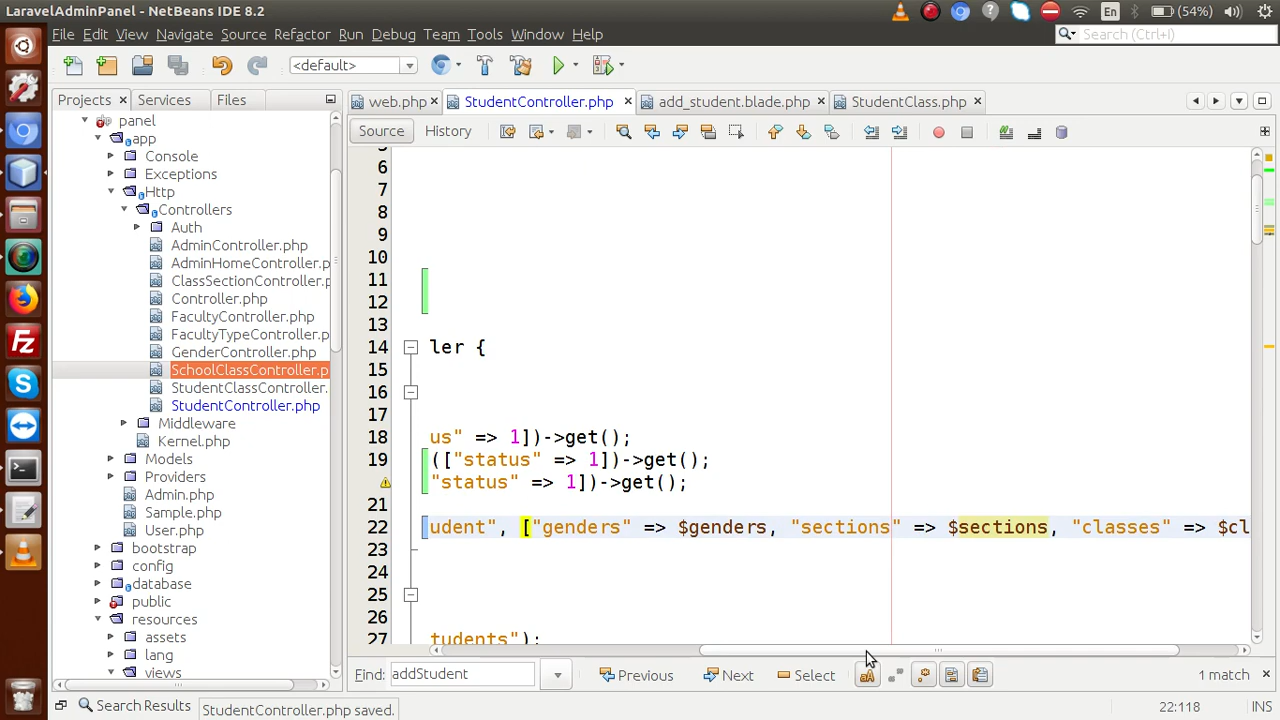 LaravelAdminPanel - NetBeans IDE 8.2
En
(54%)
File Edit View Navigate Source Refactor Run Debug Team Tools Window Help
Search (Ctrl+I)
<default>
Projects
Services
Files
web.php
StudentController.php
add_student.blade.php
StudentClass.php
Source
History
panel
app
Console
Exceptions
Http
Controllers
Auth
AdminController.php
AdminHomeController.p
ClassSectionController.
Controller.php
FacultyController.php
FacultyTypeController.p
GenderController.php
SchoolClassController.p
StudentClassController.
StudentController.php
Middleware
Kernel.php
Models
Providers
Admin.php
Sample.php
User.php
bootstrap
config
database
public
resources
assets
lang
views
6
7
8
9
10
11
12
13
14 ler {
15
16
17
18 us" => 1])->get();
19 (["status" => 1])->get();
"status" => 1])->get();
21
22 udent", ["genders" => $genders, "sections" => $sections, "classes" => $cl
23
24
25
26
27 tudents");
Find: addStudent
Previous
Next
Select
1 match
Search Results
StudentController.php saved.
22:118
INS